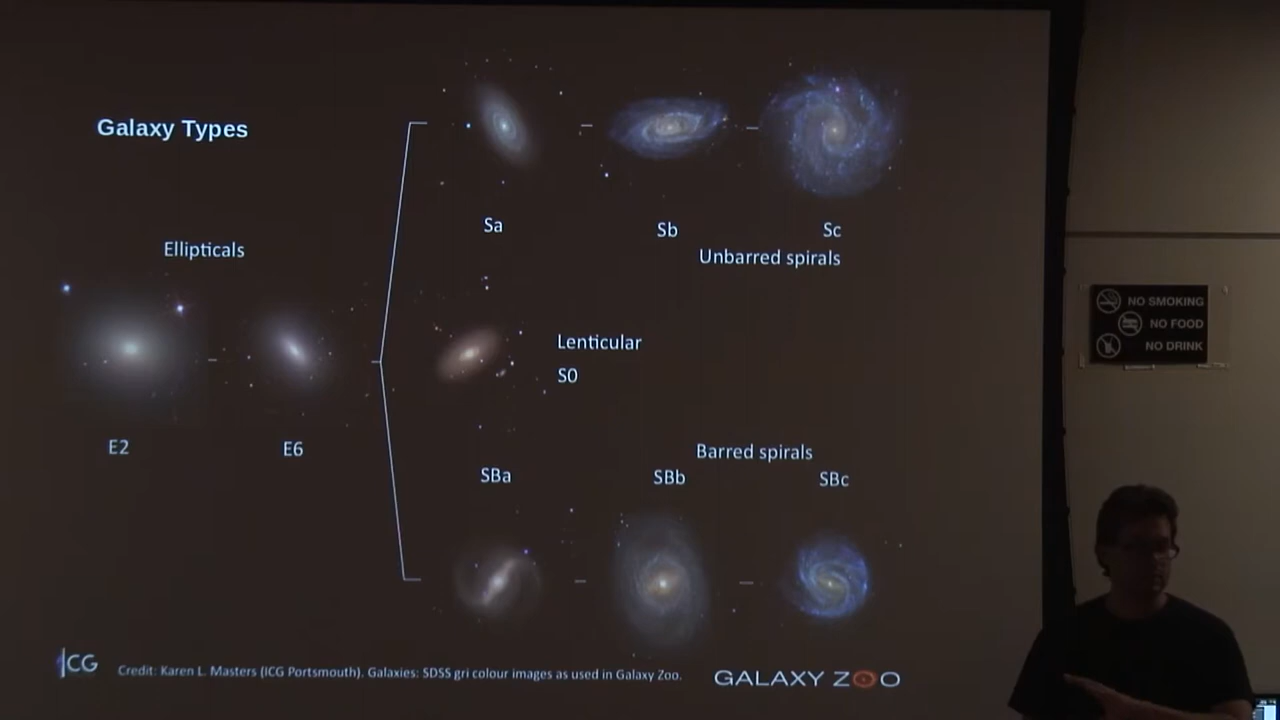 Galaxy Types
Ellipticals
E2
E6
Sa
Sb
Sc
Unbarred spirals
Lenticular
S0
Barred spirals
SBa
SBb
SBc
ICG
Credit: Karen L. Masters (ICG Portsmouth). Galaxies: SDSS gri colour images as used in Galaxy Zoo.
GALAXY ZOO
NO SMOKING
NO FOOD
NO DRINK